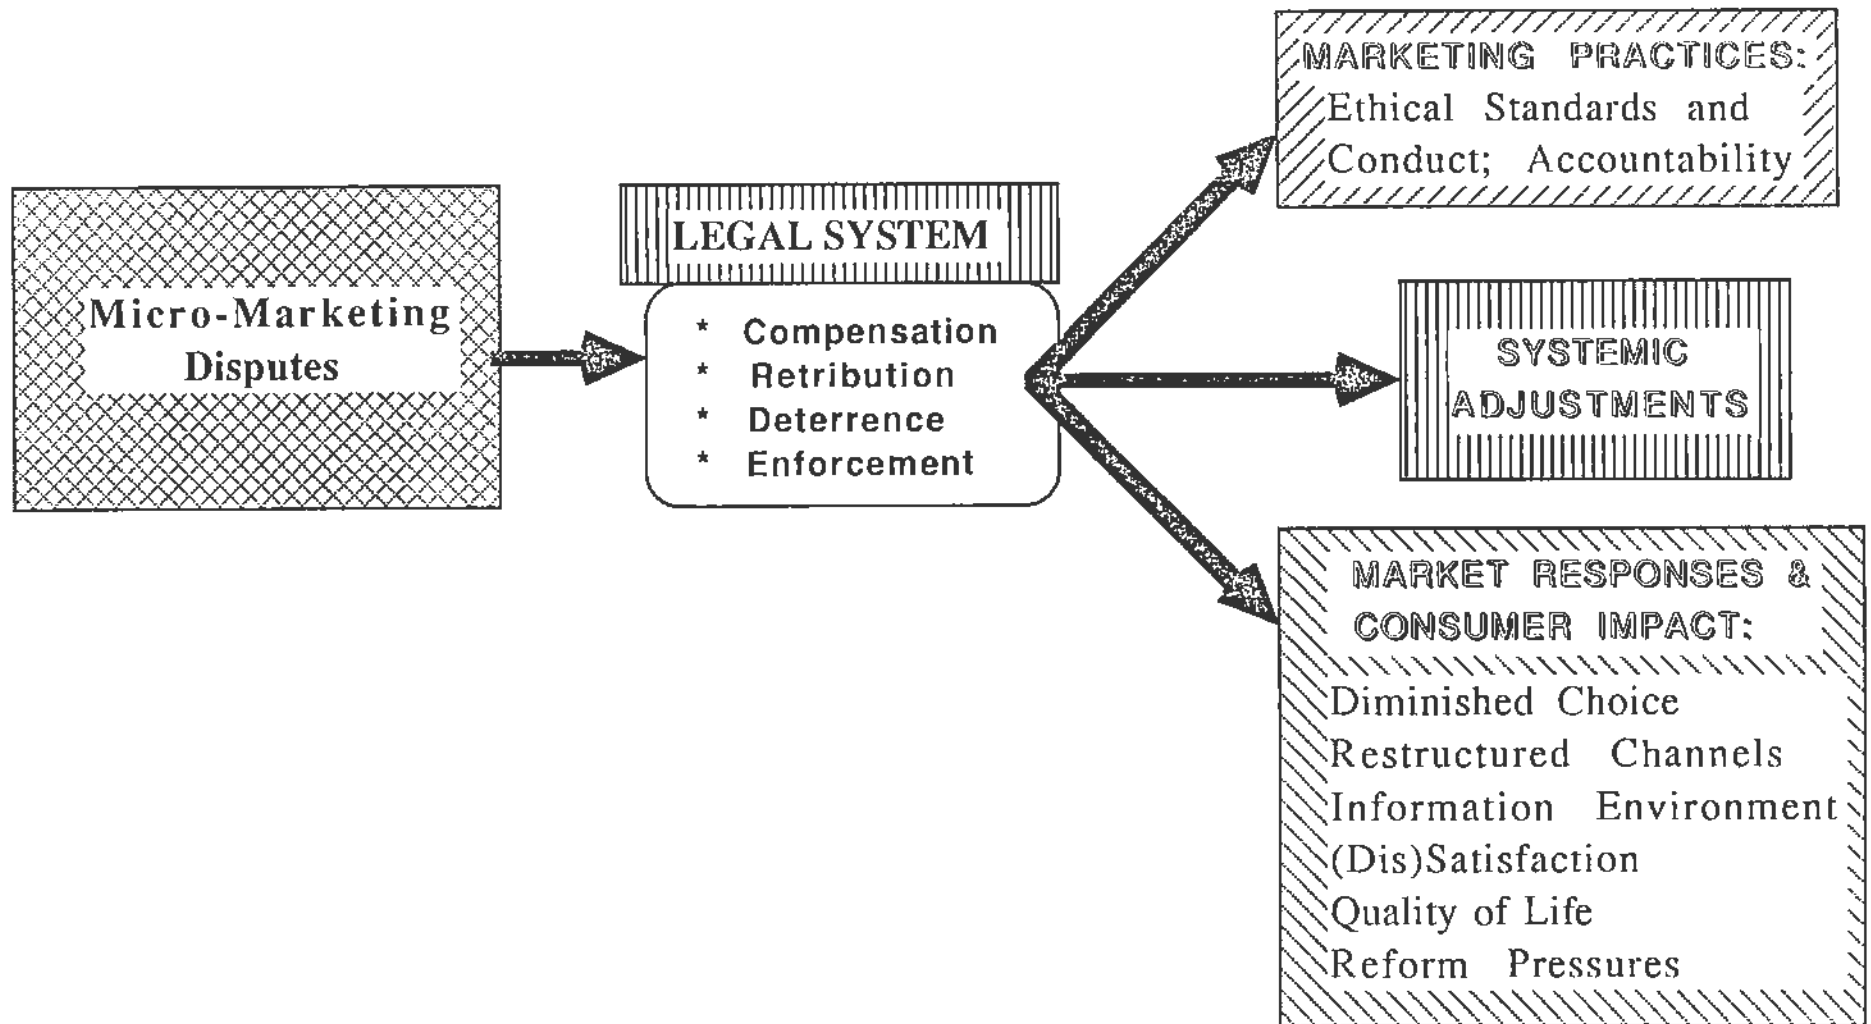 Micro-Marketing
Disputes
LEGAL SYSTEM
* Compensation
* Retribution
* Deterrence
* Enforcement
MARKETING PRACTICES:
Ethical Standards and
Conduct; Accountability
SYSTEMIC
ADJUSTMENTS
MARKET RESPONSES &
CONSUMER IMPACT:
Diminished Choice
Restructured Channels
Information Environment
(Dis)Satisfaction
Quality of Life
Reform Pressures